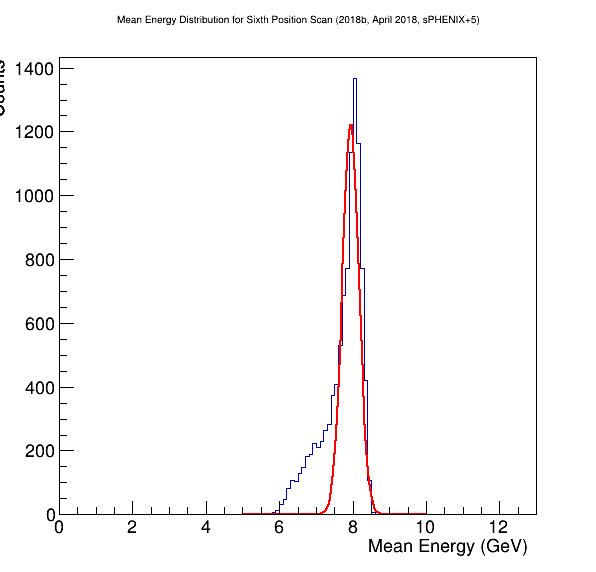 Mean Energy Distribution for Sixth Position Scan (2018b, April 2018, sPHENIX+5)
Counts
1400
1200
1000
800
600
400
200
0
0 2 4 6 8 10 12
Mean Energy (GeV)